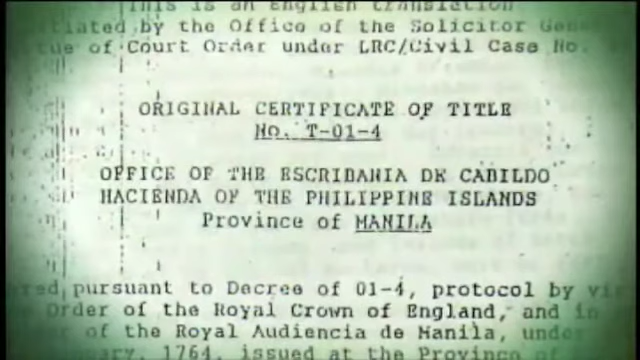 This is an English translation
by the Office of the Solicitor
of Court Order under LRC/Civil Case No.
ORIGINAL CERTIFICATE OF TITLE
No. T-01-4
OFFICE OF THE ESCRIBANIA DE CABILDO
HACIENDA OF THE PHILIPPINE ISLANDS
Province of MANILA
pursuant to Decree of 01-4, protocol by
Order of the Royal Crown of England, and in
of the Royal Audiencia de Manila,
1764, issued at the Province